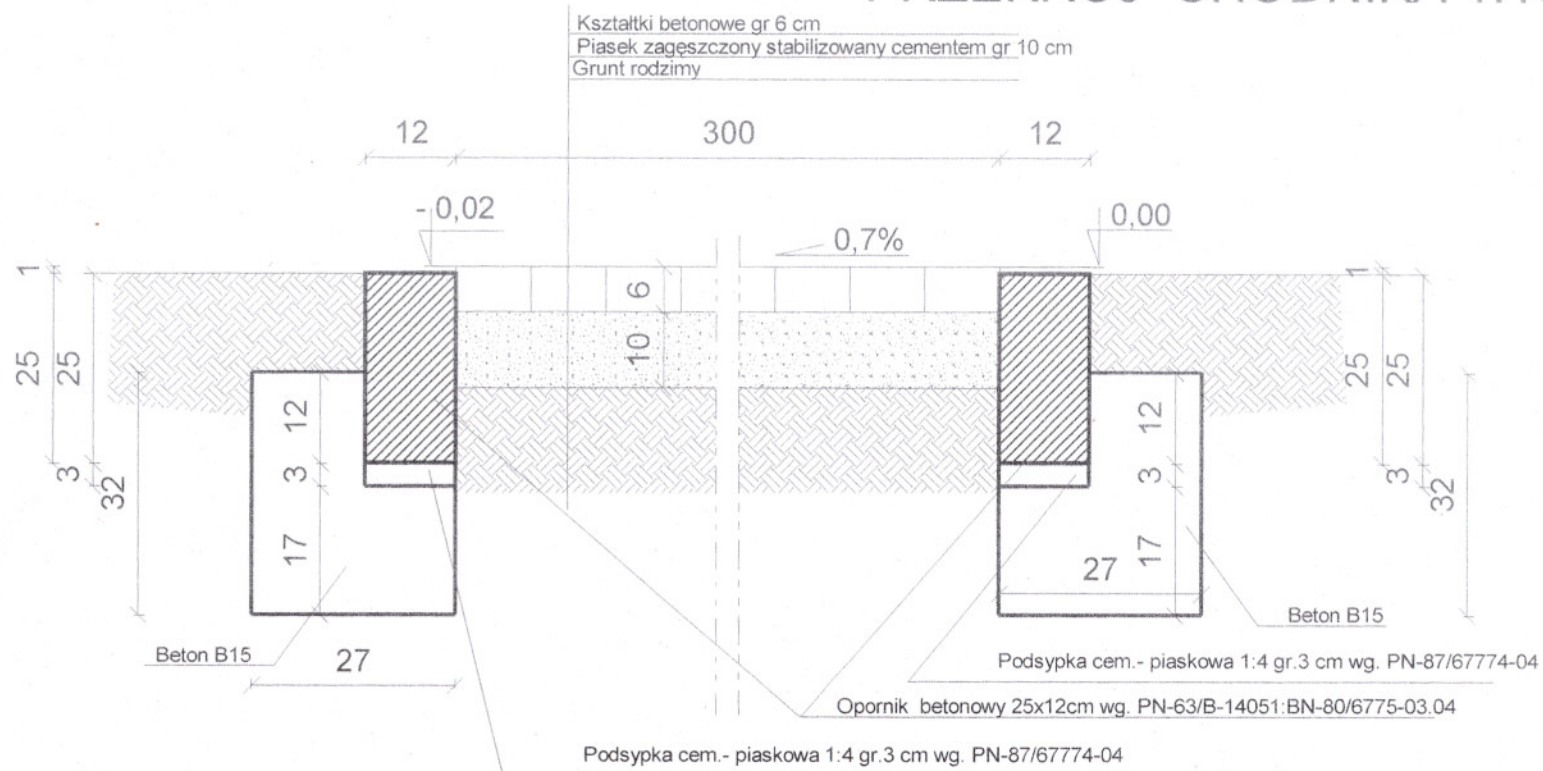 Kształtki betonowe gr 6 cm
Piasek zagęszczony stabilizowany cementem gr 10 cm
Grunt rodzimy
12 300 12
- 0,02 0,7% 0,00
1 1
6
10
25 25 25 25
12 12
3 3 3 3
32 32
17 17
27
Beton B15 27 Beton B15
Podsypka cem.- piaskowa 1:4 gr.3 cm wg. PN-87/67774-04
Opornik betonowy 25x12cm wg. PN-63/B-14051:BN-80/6775-03.04
Podsypka cem.- piaskowa 1:4 gr.3 cm wg. PN-87/67774-04